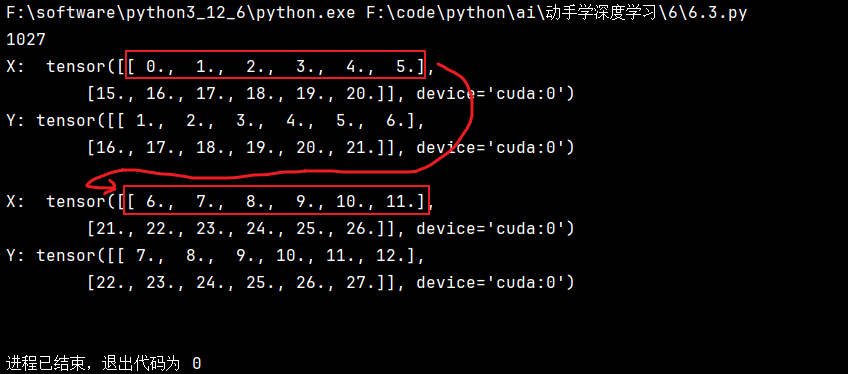 F:\software\python3_12_6\python.exe F:\code\python\ai\动手学深度学习\6\6.3.py
1027
X:  tensor([[ 0.,  1.,  2.,  3.,  4.,  5.],
        [15., 16., 17., 18., 19., 20.]], device='cuda:0')
Y: tensor([[ 1.,  2.,  3.,  4.,  5.,  6.],
        [16., 17., 18., 19., 20., 21.]], device='cuda:0')
X:  tensor([[ 6.,  7.,  8.,  9., 10., 11.],
        [21., 22., 23., 24., 25., 26.]], device='cuda:0')
Y: tensor([[ 7.,  8.,  9., 10., 11., 12.],
        [22., 23., 24., 25., 26., 27.]], device='cuda:0')
进程已结束，退出代码为 0